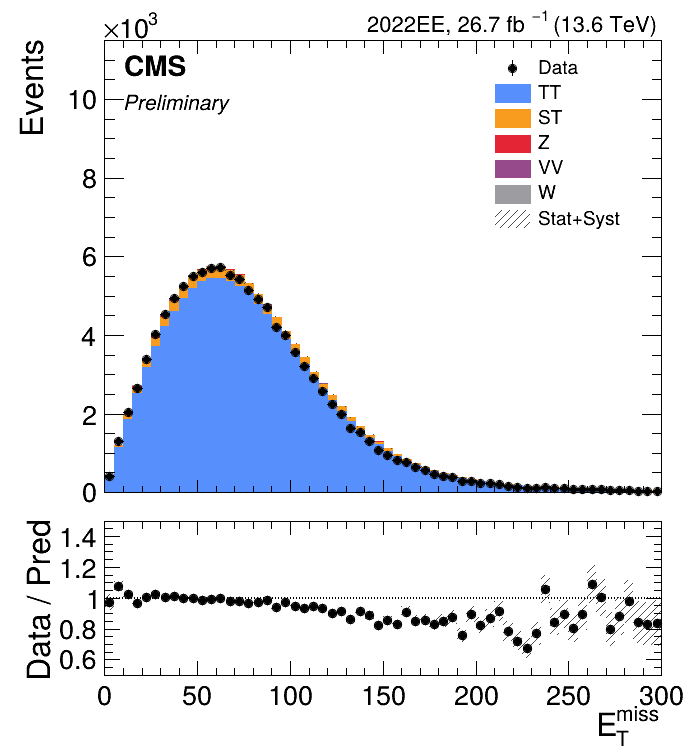 ×10³
2022EE, 26.7 fb ⁻¹ (13.6 TeV)
CMS
Preliminary
Events
10
8
6
4
2
0
Data
TT
ST
Z
VV
W
Stat+Syst
Data / Pred
1.4
1.2
1
0.8
0.6
0 50 100 150 200 250 300
E_T^miss